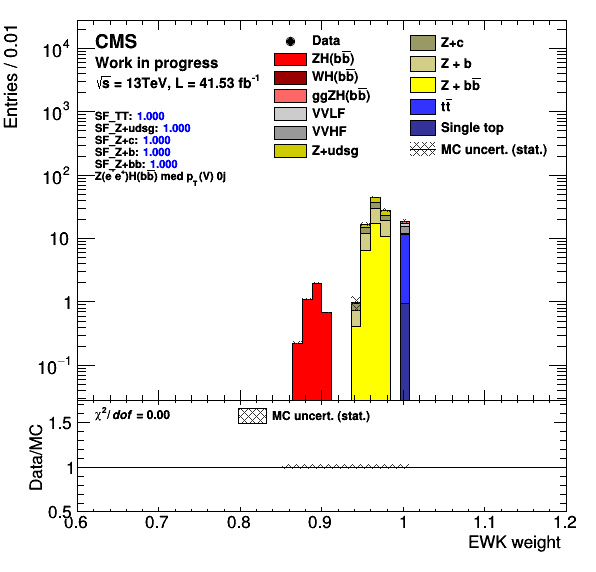 CMS
Work in progress
√s = 13TeV, L = 41.53 fb⁻¹
SF_TT: 1.000
SF_Z+udsg: 1.000
SF_Z+c: 1.000
SF_Z+b: 1.000
SF_Z+bb: 1.000
Z(e⁻e⁺)H(bb̅) med p_T(V) 0j
Data
ZH(bb̅)
WH(bb̅)
ggZH(bb̅)
VVLF
VVHF
Z+udsg
Z+c
Z + b
Z + bb̅
tt̅
Single top
MC uncert. (stat.)
Entries / 0.01
10⁴
10³
10²
10
1
10⁻¹
χ²/dof = 0.00
MC uncert. (stat.)
Data/MC
1.5
1
0.5
0.6 0.7 0.8 0.9 1 1.1 1.2
EWK weight